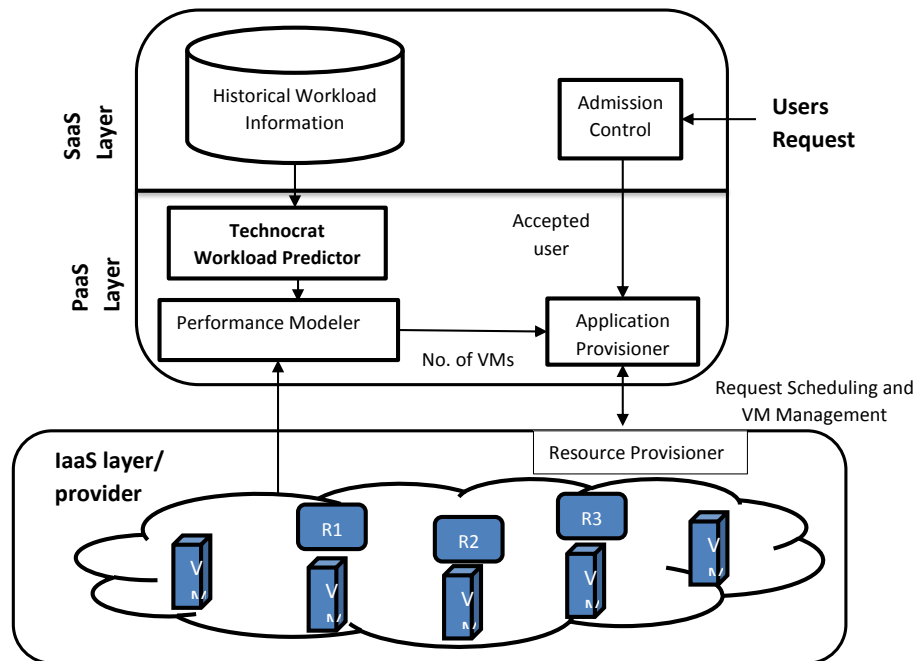 SaaS
Layer
Historical Workload
Information
Admission
Control
Users
Request
PaaS
Layer
Technocrat
Workload Predictor
Accepted
user
Performance Modeler
No. of VMs
Application
Provisioner
Request Scheduling and
VM Management
IaaS layer/
provider
Resource Provisioner
R1
R2
R3
V
V
V
V
V